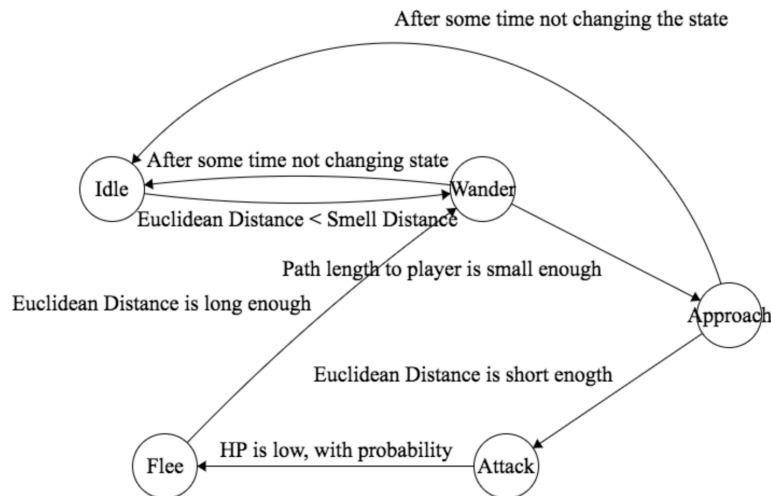 After some time not changing the state
After some time not changing state
Idle
Wander
Euclidean Distance < Smell Distance
Path length to player is small enough
Euclidean Distance is long enough
Approach
Euclidean Distance is short enogth
HP is low, with probability
Flee
Attack